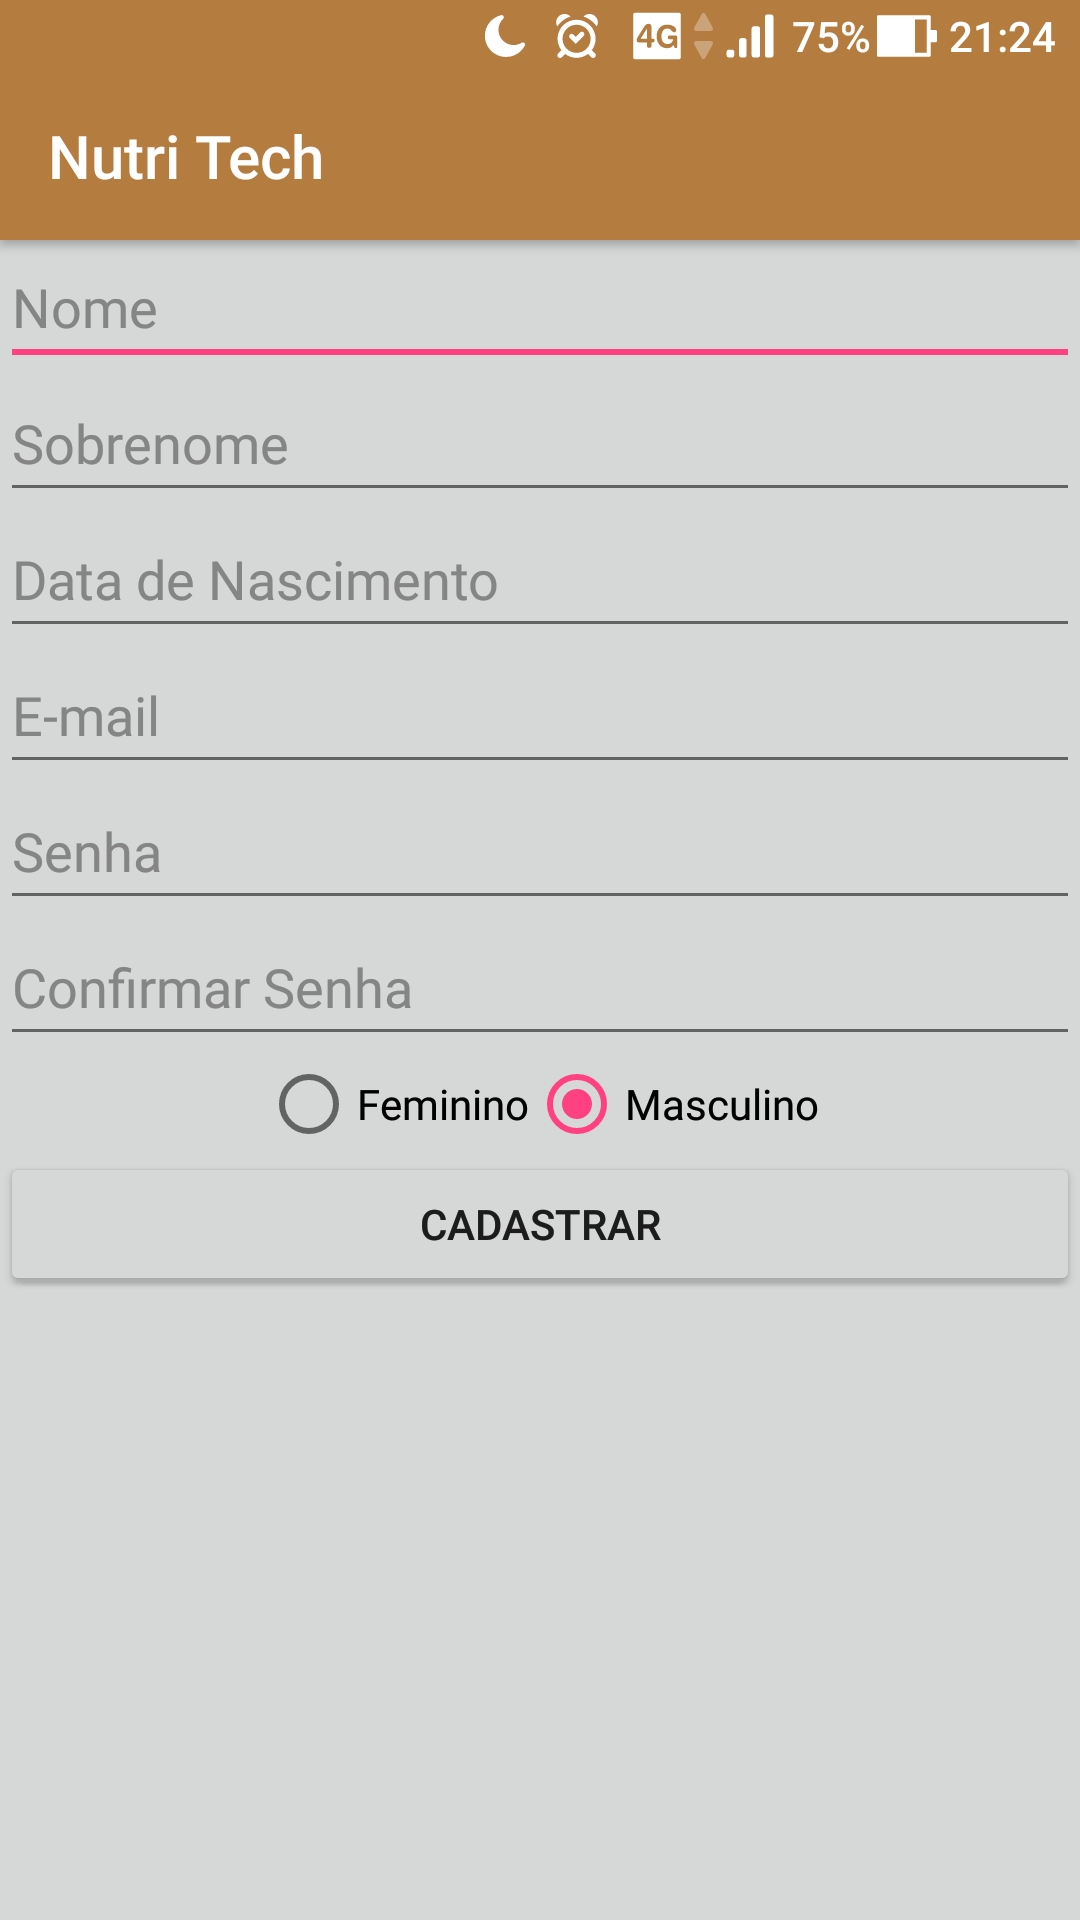 4G 75% 21:24
Nutri Tech
Nome
Sobrenome
Data de Nascimento
E-mail
Senha
Confirmar Senha
Feminino Masculino
CADASTRAR